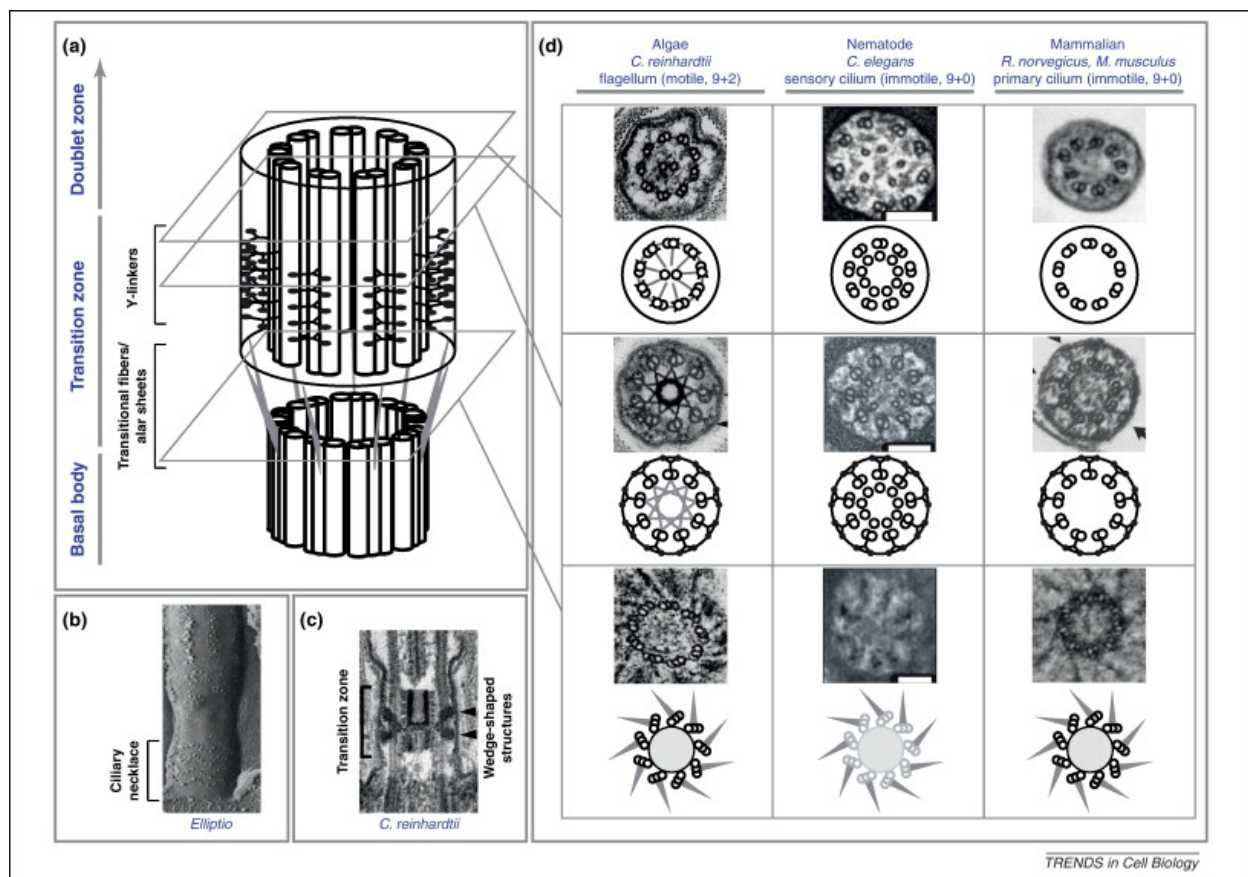 (a)
Doublet zone
Transition zone
Basal body
Y-linkers
Transitional fibers/
alar sheets
(b)
Ciliary
necklace
Elliptio
(c)
Transition zone
Wedge-shaped
structures
C. reinhardtii
(d)
Algae
C. reinhardtii
flagellum (motile, 9+2)
Nematode
C. elegans
sensory cilium (immotile, 9+0)
Mammalian
R. norvegicus, M. musculus
primary cilium (immotile, 9+0)
TRENDS in Cell Biology